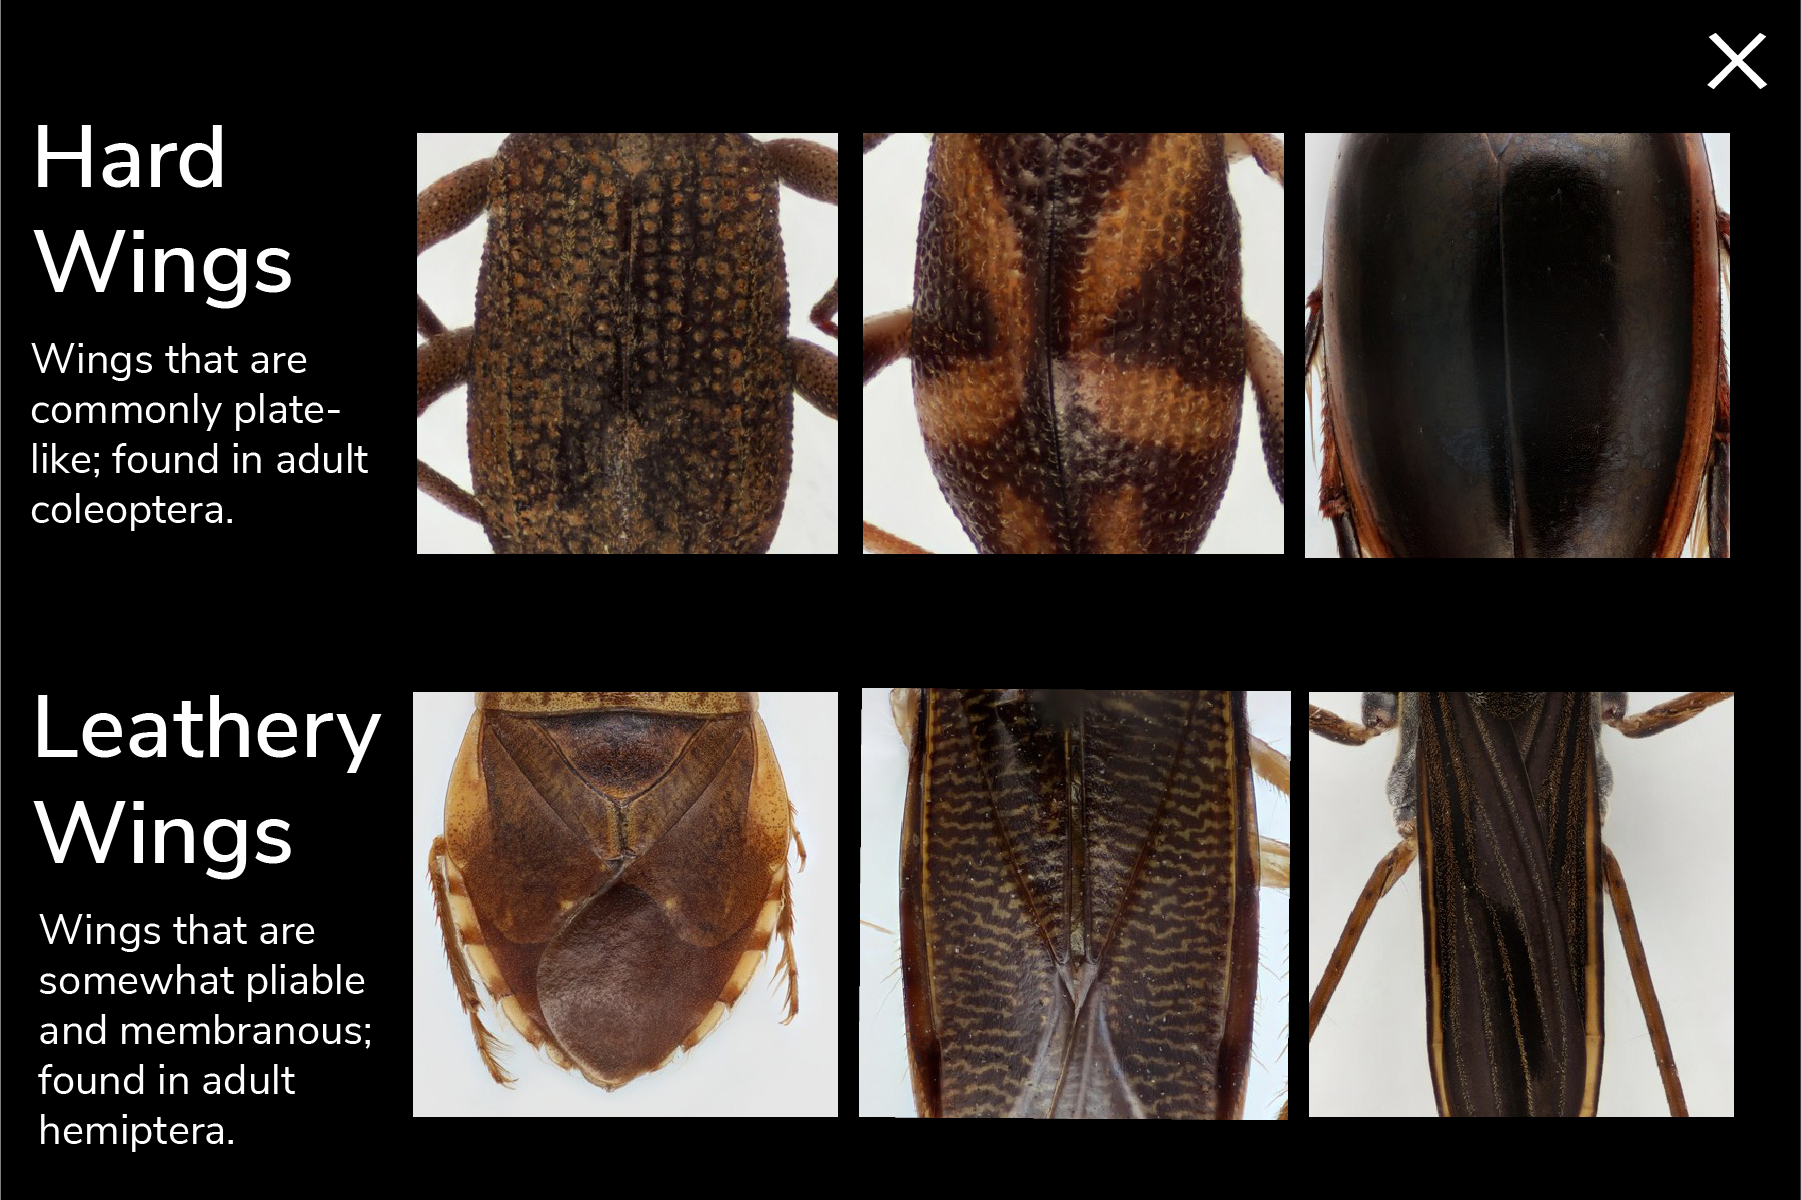 Hard
Wings
Wings that are
commonly plate-
like; found in adult
coleoptera.
Leathery
Wings
Wings that are
somewhat pliable
and membranous;
found in adult
hemiptera.